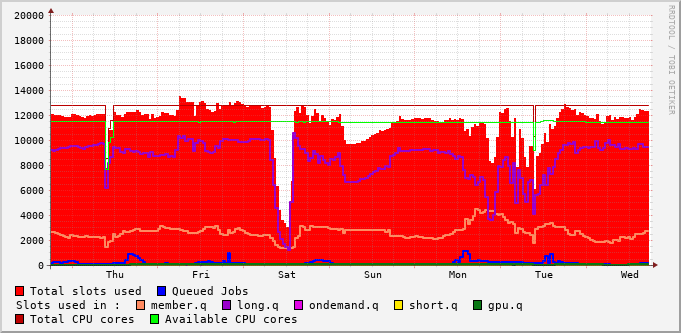 RRDTOOL / TOBI OETIKER
20000
18000
16000
14000
12000
10000
8000
6000
4000
2000
0
Thu Fri Sat Sun Mon Tue Wed
Total slots used Queued Jobs
Slots used in : member.q long.q ondemand.q short.q gpu.q
Total CPU cores Available CPU cores